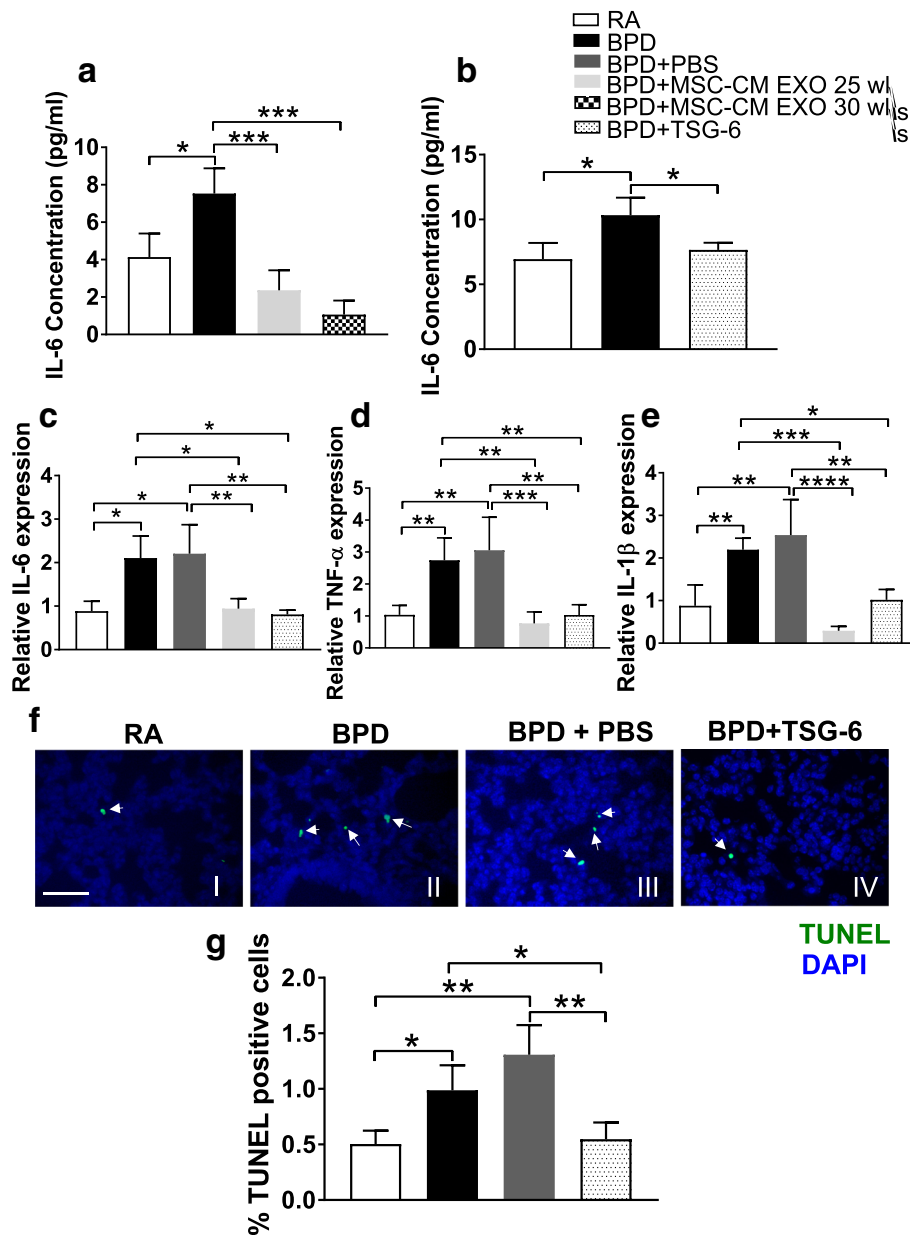 RA
BPD
BPD+PBS
BPD+MSC-CM EXO 25 wks
BPD+MSC-CM EXO 30 wks
BPD+TSG-6
a
IL-6 Concentration (pg/ml)
10
8
6
4
2
0
*
***
***
b
IL-6 Concentration (pg/ml)
15
10
5
0
*
*
c
Relative IL-6 expression
4
3
2
1
0
*
*
**
**
*
*
d
Relative TNF-α expression
5
4
3
2
1
0
**
**
**
**
***
**
e
Relative IL-1β expression
4
3
2
1
0
*
***
**
**
****
**
f
RA
BPD
BPD + PBS
BPD+TSG-6
I
II
III
IV
TUNEL
DAPI
g
% TUNEL positive cells
2.0
1.5
1.0
0.5
0.0
*
**
**
*